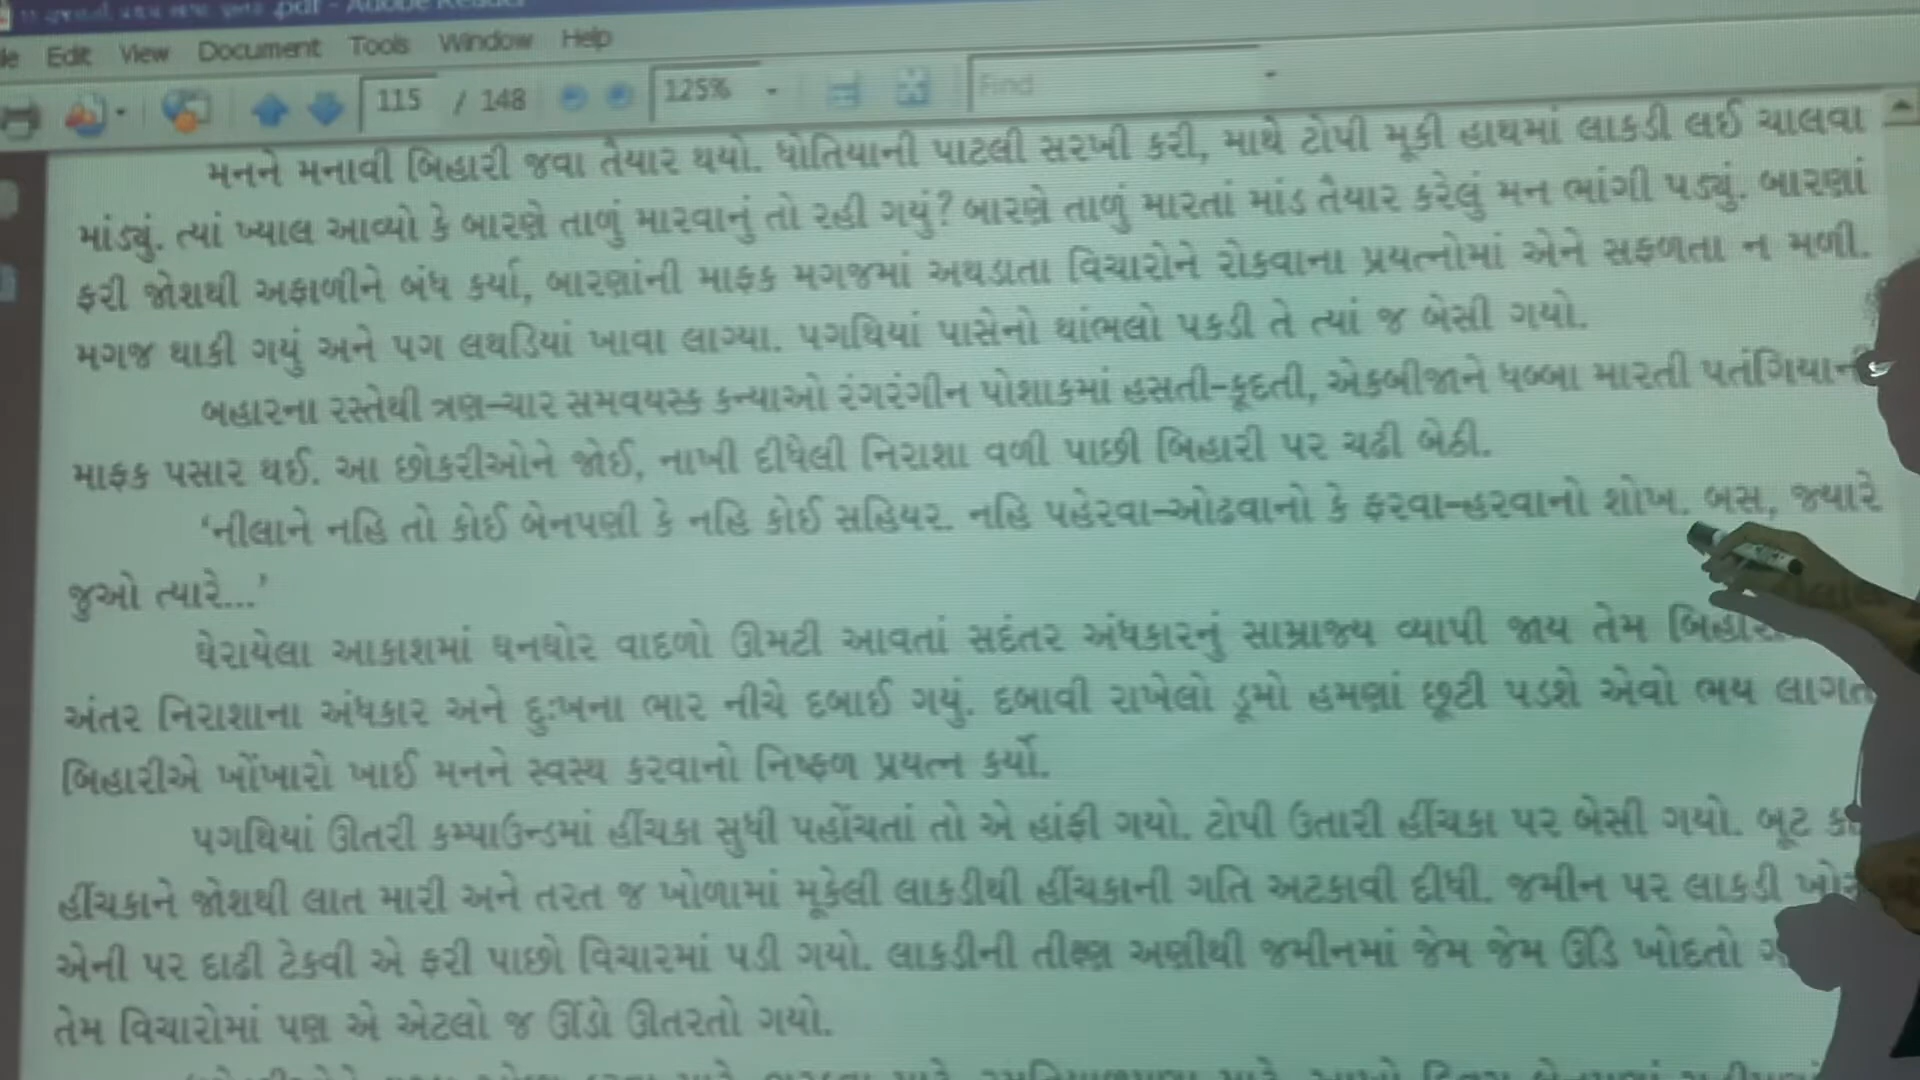 .pdf - Adobe Reader
Edit View Document Tools Window Help
115 / 148 125% Find
મનને મનાવી બિહારી જવા તૈયાર થયો. ધોતિયાની પાટલી સરખી કરી, માથે ટોપી મૂકી હાથમાં લાકડી લઈ ચાલવા
માંડ્યું. ત્યાં ખ્યાલ આવ્યો કે બારણે તાળું મારવાનું તો રહી ગયું? બારણે તાળું મારતાં માંડ તૈયાર કરેલું મન ભાંગી પડ્યું. બારણાં
ફરી જોશથી અફાળીને બંધ કર્યા, બારણાંની માફક મગજમાં અથડાતા વિચારોને રોકવાના પ્રયત્નોમાં એને સફળતા ન મળી.
મગજ થાકી ગયું અને પગ લથડિયાં ખાવા લાગ્યા. પગથિયાં પાસેનો થાંભલો પકડી તે ત્યાં જ બેસી ગયો.
બહારના રસ્તેથી ત્રણ-ચાર સમવયસ્ક કન્યાઓ રંગરંગીન પોશાકમાં હસતી-કૂદતી, એકબીજાને ધબ્બા મારતી પતંગિયાની
માફક પસાર થઈ. આ છોકરીઓને જોઈ, નાખી દીધેલી નિરાશા વળી પાછી બિહારી પર ચઢી બેઠી.
‘નીલાને નહિ તો કોઈ બેનપણી કે નહિ કોઈ સહિયર. નહિ પહેરવા-ઓઢવાનો કે ફરવા-હરવાનો શોખ. બસ, જ્યારે
જુઓ ત્યારે...’
ઘેરાયેલા આકાશમાં ઘનઘોર વાદળો ઊમટી આવતાં સદંતર અંધકારનું સામ્રાજ્ય વ્યાપી જાય તેમ
અંતર નિરાશાના અંધકાર અને દુઃખના ભાર નીચે દબાઈ ગયું. દબાવી રાખેલો ડૂમો હમણાં છૂટી પડશે એવો ભય
બિહારીએ ખોંખારો ખાઈ મનને સ્વસ્થ કરવાનો નિષ્ફળ પ્રયત્ન કર્યો.
પગથિયાં ઊતરી કમ્પાઉન્ડમાં હીંચકા સુધી પહોંચતાં તો એ હાંફી ગયો. ટોપી ઉતારી હીંચકા પર બેસી ગયો. બૂટ
હીંચકાને જોશથી લાત મારી અને તરત જ ખોળામાં મૂકેલી લાકડીથી હીંચકાની ગતિ અટકાવી દીધી. જમીન પર લાકડી
એની પર દાઢી ટેકવી એ ફરી પાછો વિચારમાં પડી ગયો. લાકડીની તીક્ષ્ણ અણીથી જમીનમાં જેમ જેમ ઊંડે ખોદતો
તેમ વિચારોમાં પણ એ એટલો જ ઊંડો ઊતરતો ગયો.